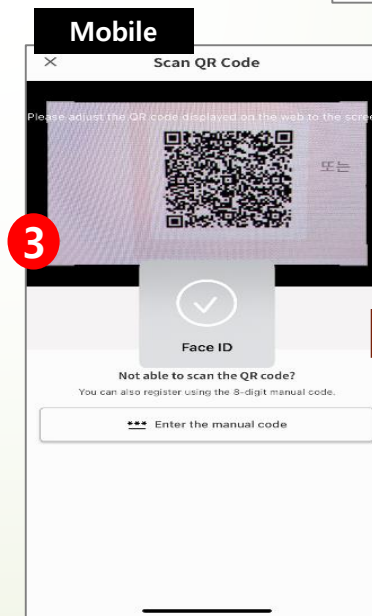 Mobile
Scan QR Code
Please adjust the QR code displayed on the web to the scree
또는
3
Face ID
Not able to scan the QR code?
You can also register using the 8-digit manual code.
*** Enter the manual code